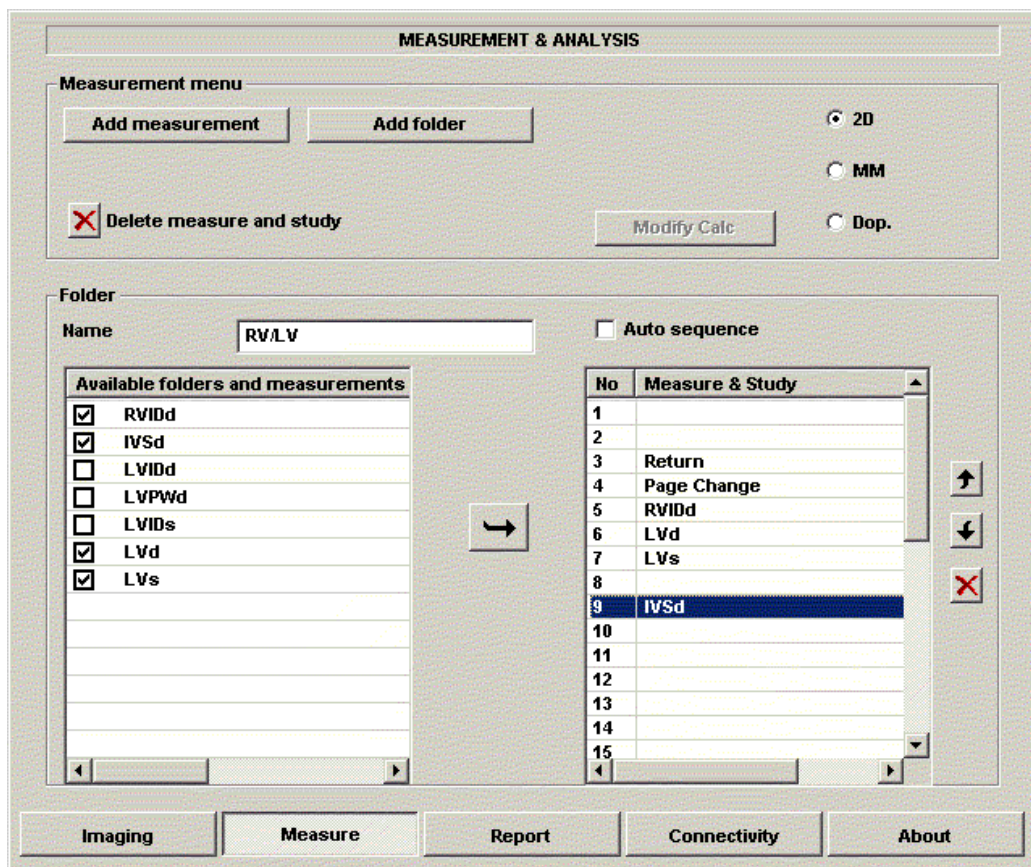 MEASUREMENT & ANALYSIS
Measurement menu
Add measurement
Add folder
2D
MM
Delete measure and study
Modify Calc
Dop.
Folder
Name
RV/LV
Auto sequence
Available folders and measurements
RVIDd
IVSd
LVIDd
LVPWd
LVIDs
LVd
LVs
No Measure & Study
1
2
3 Return
4 Page Change
5 RVIDd
6 LVd
7 LVs
8
9 IVSd
10
11
12
13
14
15
Imaging
Measure
Report
Connectivity
About